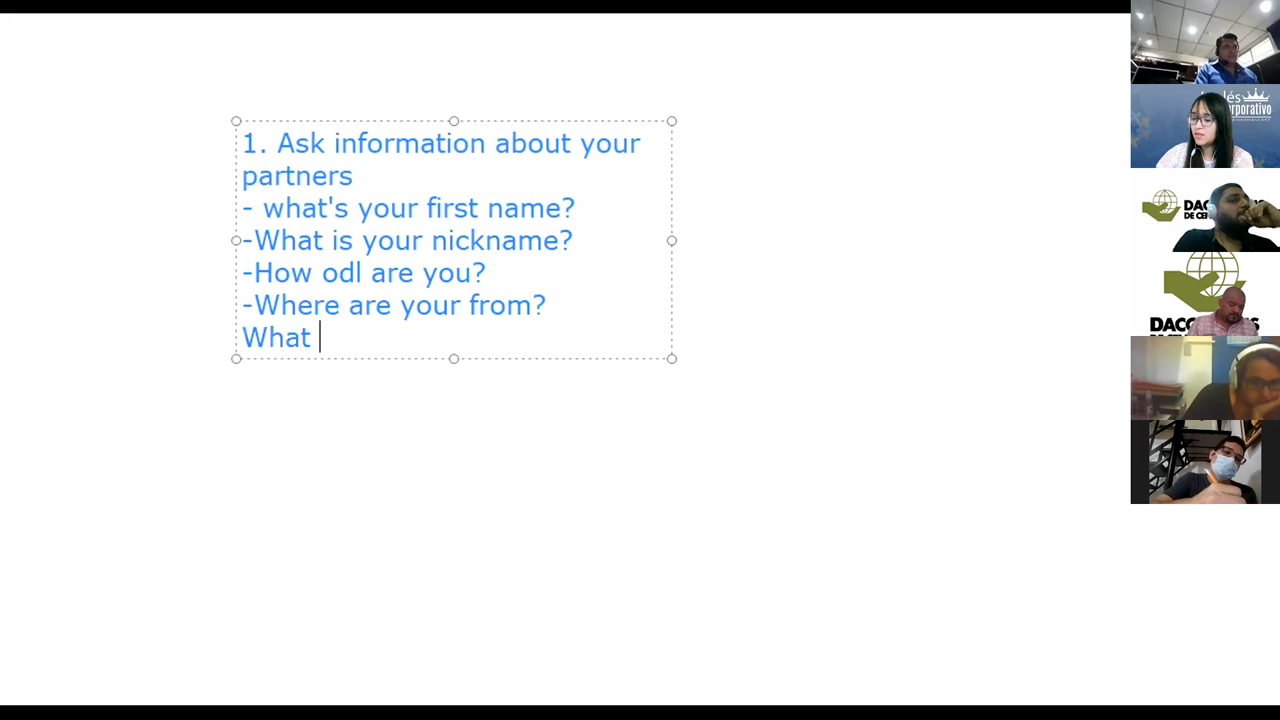 1. Ask information about your
partners
- what's your first name?
-What is your nickname?
-How odl are you?
-Where are your from?
What